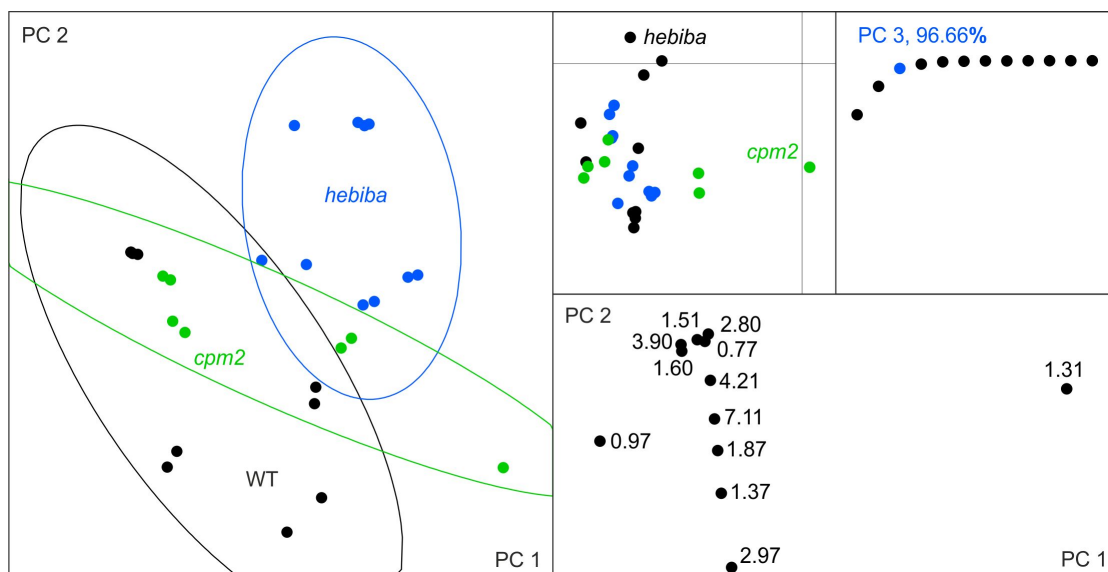 PC 2
hebiba
cpm2
WT
PC 1
hebiba
cpm2
PC 3, 96.66%
PC 2
1.51
2.80
3.90
0.77
1.60
1.31
4.21
7.11
0.97
1.87
1.37
2.97
PC 1